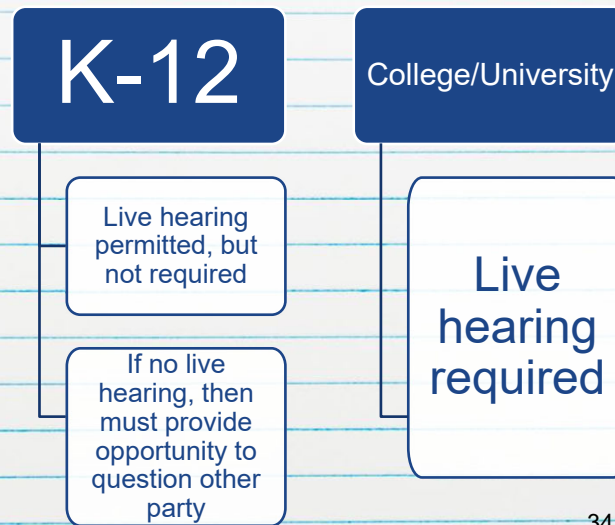 K-12
Live hearing
permitted, but
not required
If no live
hearing, then
must provide
opportunity to
question other
party
College/University
Live
hearing
required
34